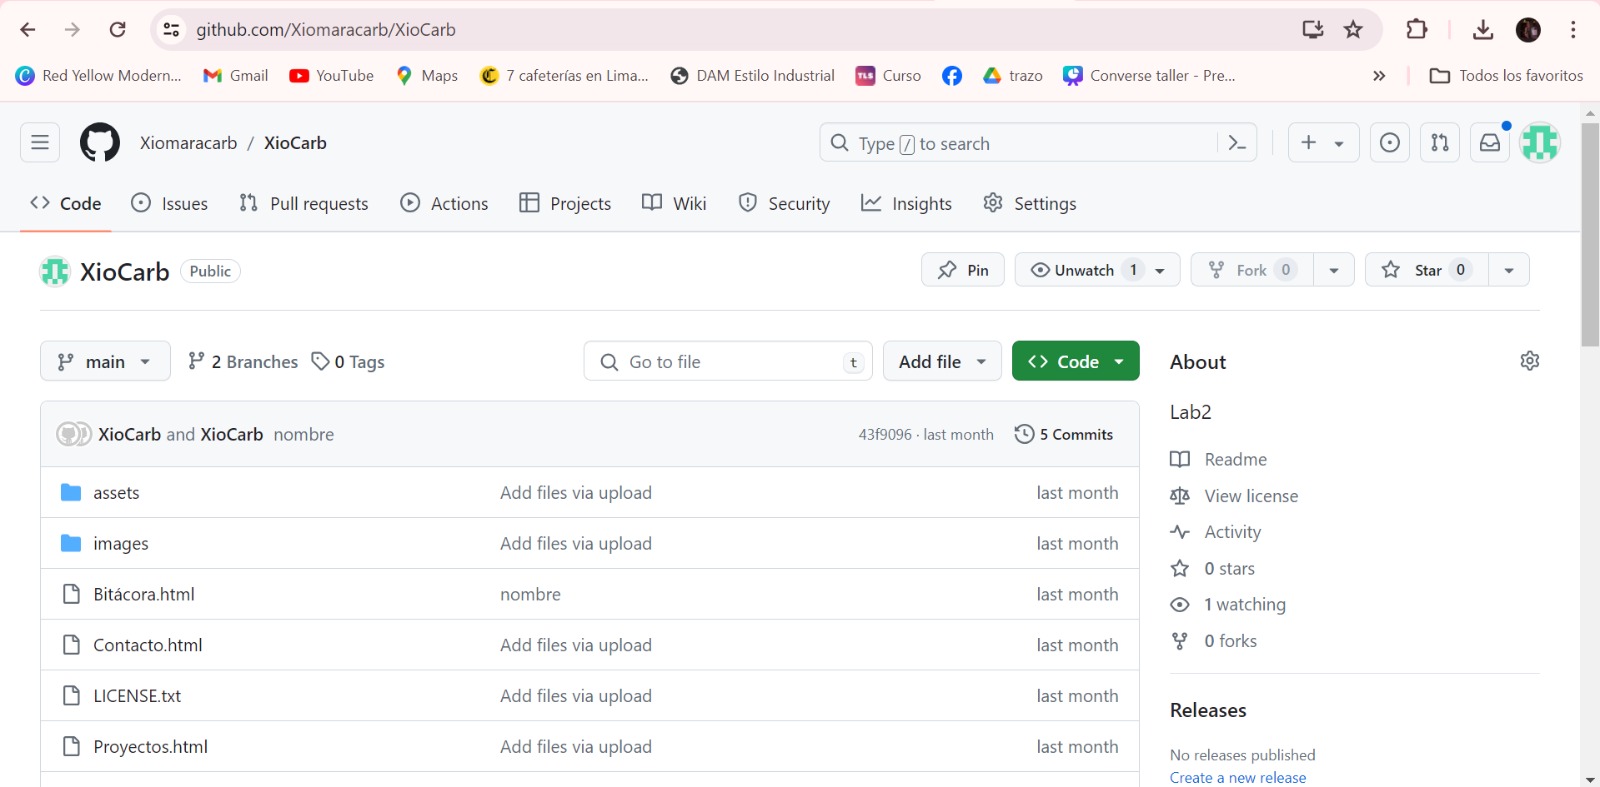 github.com/Xiomaracarb/XioCarb
Red Yellow Modern... Gmail YouTube Maps 7 cafeterías en Lima... DAM Estilo Industrial TLS Curso trazo Converse taller - Pre... » Todos los favoritos
Xiomaracarb / XioCarb Type / to search
Code Issues Pull requests Actions Projects Wiki Security Insights Settings
XioCarb Public Pin Unwatch 1 Fork 0 Star 0
main 2 Branches 0 Tags Go to file t Add file Code About
Lab2
XioCarb and XioCarb nombre 43f9096 · last month 5 Commits
Readme
assets Add files via upload last month
View license
Activity
images Add files via upload last month
0 stars
Bitácora.html nombre last month
1 watching
Contacto.html Add files via upload last month
0 forks
LICENSE.txt Add files via upload last month
Releases
Proyectos.html Add files via upload last month
No releases published
Create a new release